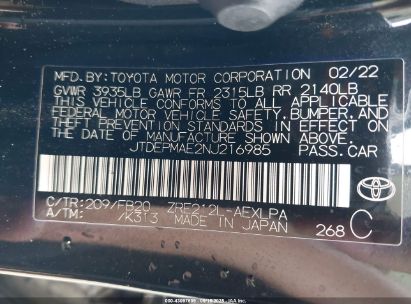 MFD. BY: TOYOTA MOTOR CORPORATION 02/22
GVWR 3935LB GAWR FR 2315LB RR 2140LB
THIS VEHICLE CONFORMS TO ALL APPLICABLE
FEDERAL MOTOR VEHICLE SAFETY, BUMPER, AND
THEFT PREVENTION STANDARDS IN EFFECT ON
THE DATE OF MANUFACTURE SHOWN ABOVE.
JTDEPMAE2NJ216985 PASS.CAR
C/TR: 209/FB20 ZRE212L-AEXLPA
A/TM: /K313 MADE IN JAPAN 268 C